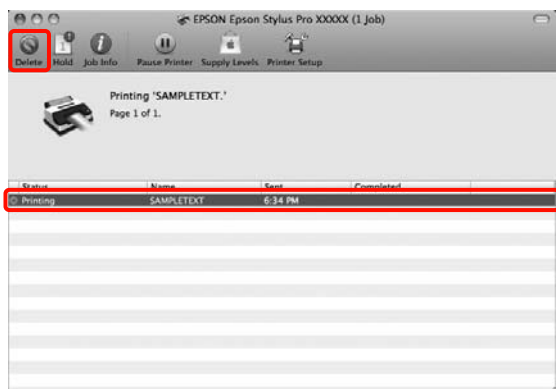 EPSON Epson Stylus Pro XXXXX (1 Job)
Delete Hold Job Info Pause Printer Supply Levels Printer Setup
Printing 'SAMPLETEXT.'
Page 1 of 1.
Status Name Sent Completed
Printing SAMPLETEXT 6:34 PM